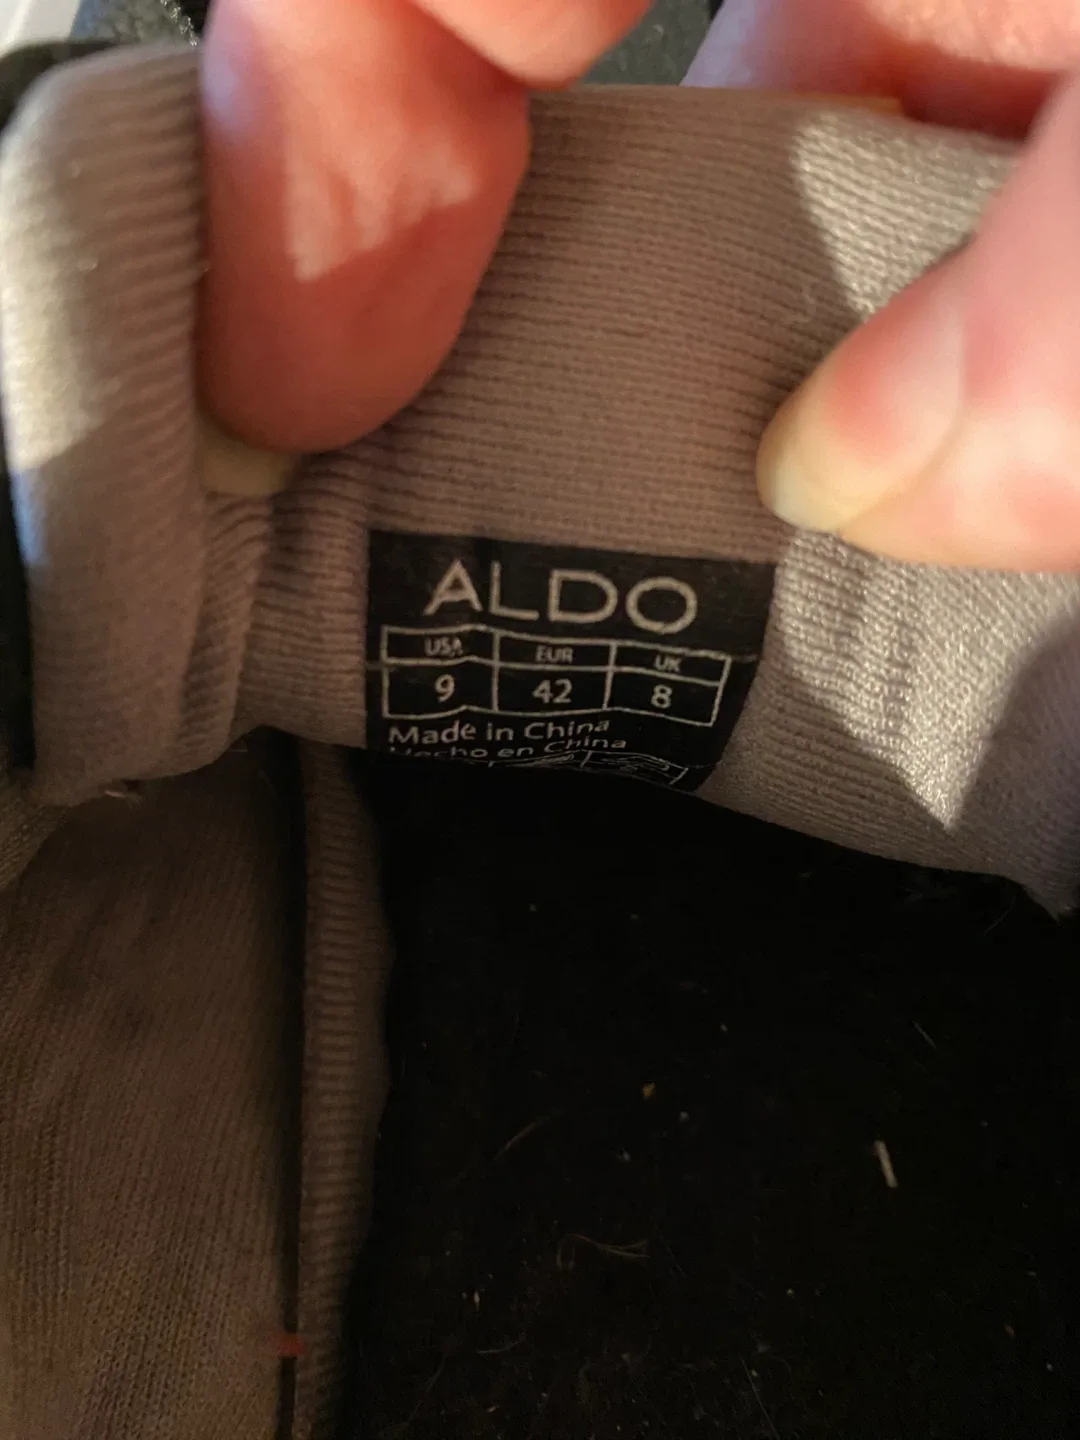 ALDO
USA EUR UK
9 42 8
Made in China
Hecho en China